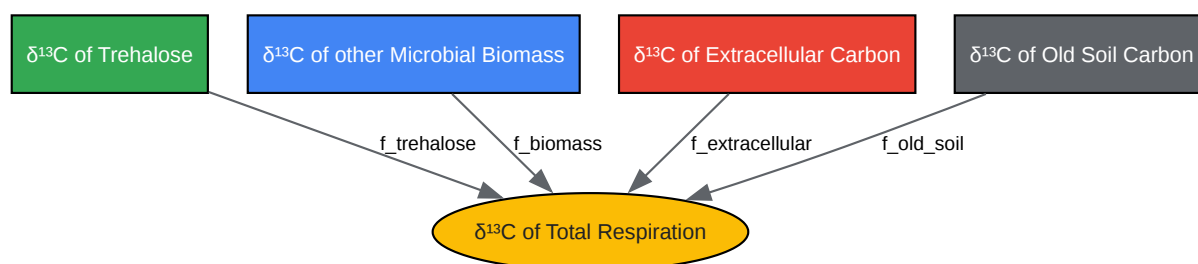 δ¹³C of Trehalose
δ¹³C of other Microbial Biomass
δ¹³C of Extracellular Carbon
δ¹³C of Old Soil Carbon
f_trehalose
f_biomass
f_extracellular
f_old_soil
δ¹³C of Total Respiration